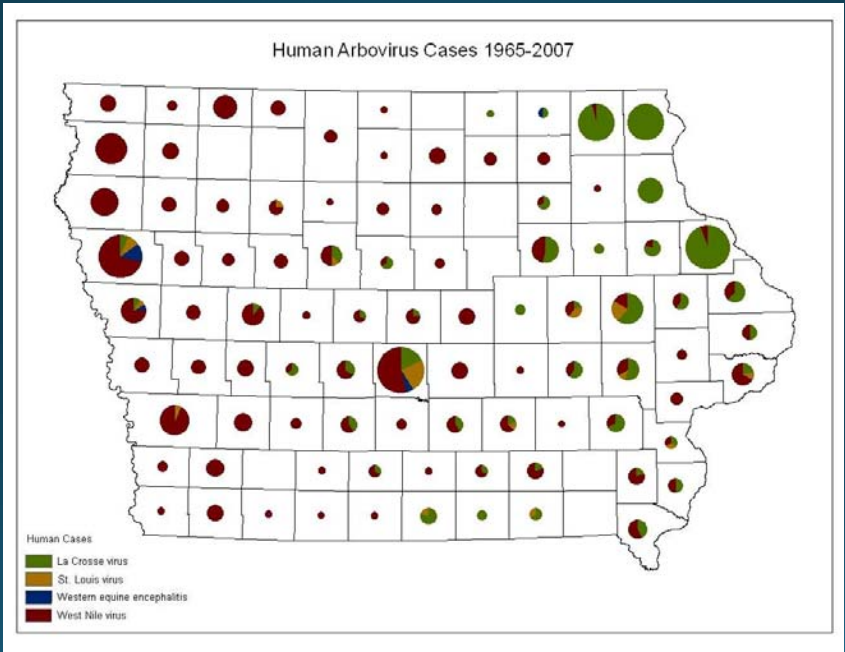 Human Arbovirus Cases 1965-2007
Human Cases
La Crosse virus
St. Louis virus
Western equine encephalitis
West Nile virus